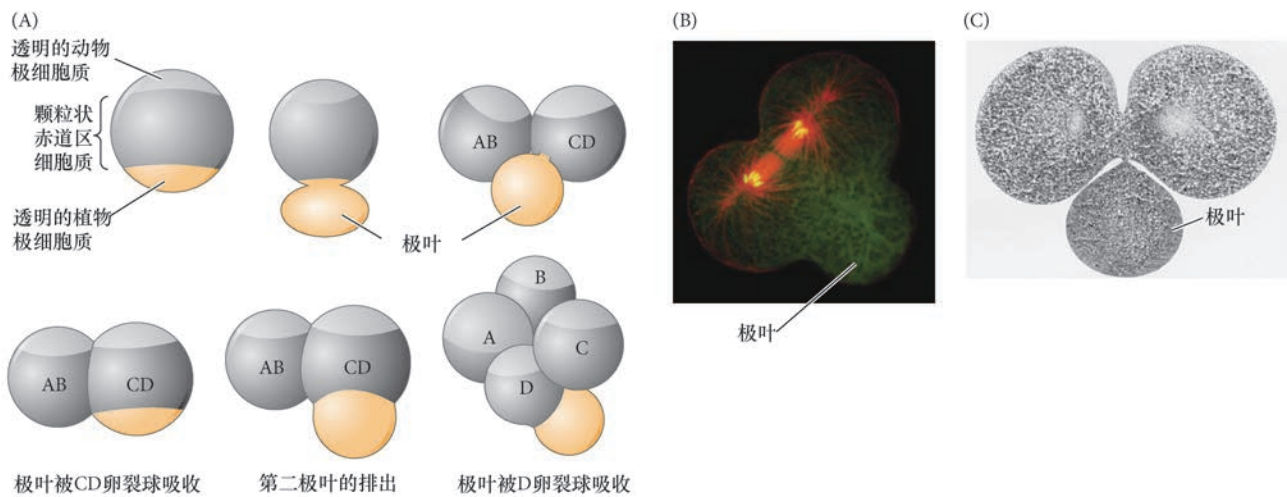 (A)
透明的动物
极细胞质
颗粒状
赤道区
细胞质
透明的植物
极细胞质
极叶
AB
CD
AB
CD
极叶被CD卵裂球吸收
AB
CD
第二极叶的排出
B
A
C
D
极叶被D卵裂球吸收
(B)
极叶
(C)
极叶